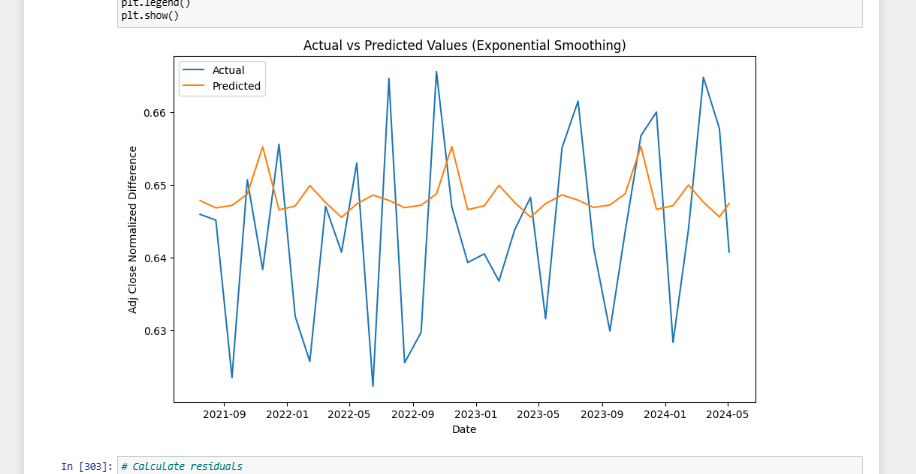 plt.legend()
plt.show()
Actual vs Predicted Values (Exponential Smoothing)
Actual
Predicted
0.66
0.65
0.64
0.63
Adj Close Normalized Difference
2021-09 2022-01 2022-05 2022-09 2023-01 2023-05 2023-09 2024-01 2024-05
Date
In [303]: # Calculate residuals